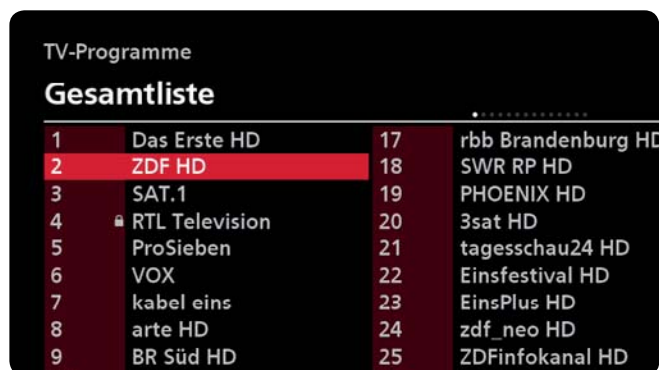 TV-Programme
Gesamtliste
1 Das Erste HD 17 rbb Brandenburg HD
2 ZDF HD 18 SWR RP HD
3 SAT.1 19 PHOENIX HD
4 RTL Television 20 3sat HD
5 ProSieben 21 tagesschau24 HD
6 VOX 22 Einsfestival HD
7 kabel eins 23 EinsPlus HD
8 arte HD 24 zdf_neo HD
9 BR Süd HD 25 ZDFinfokanal HD